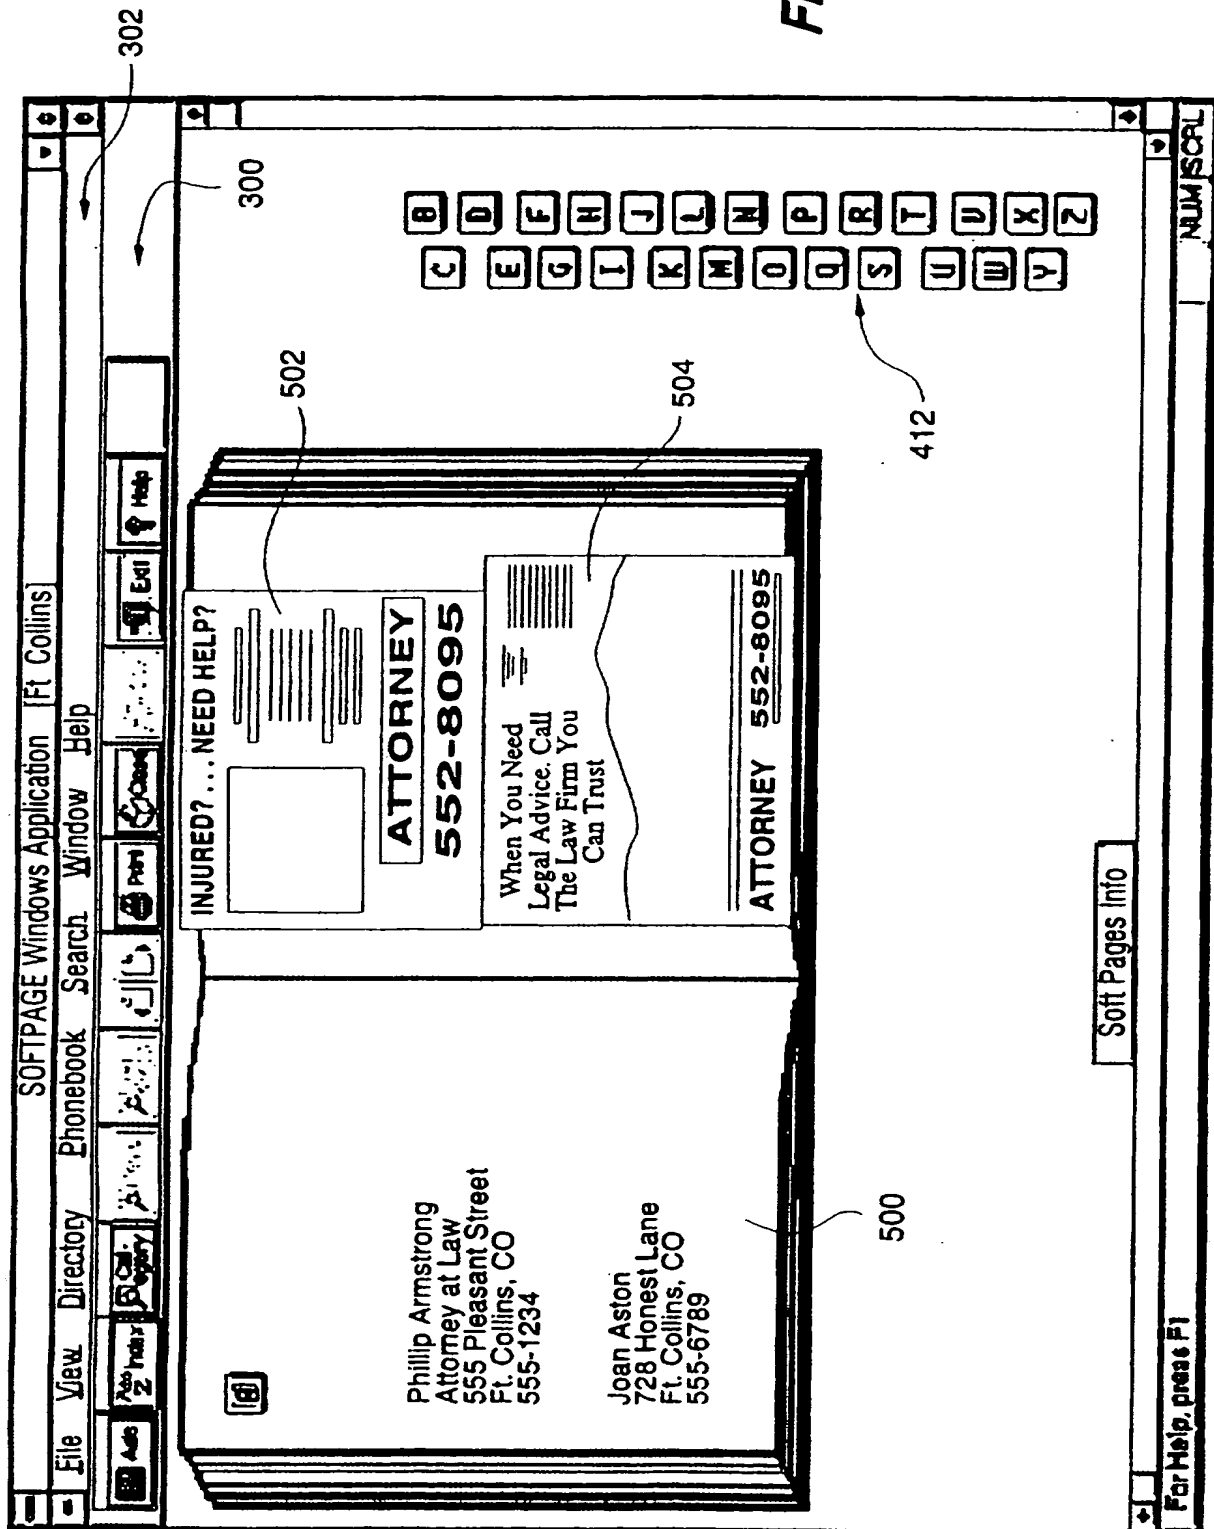 SOFTPAGE Windows Application [Ft Collins]
File View Directory Phonebook Search Window Help
Add Index Print Close Exit Help
302
300
Phillip Armstrong
Attorney at Law
555 Pleasant Street
Ft. Collins, CO
555-1234
Joan Aston
728 Honest Lane
Ft. Collins, CO
555-6789
500
INJURED?...NEED HELP?
ATTORNEY
552-8095
502
When You Need
Legal Advice. Call
The Law Firm You
Can Trust
ATTORNEY 552-8095
504
B
C D
E F
G H
I J
K L
M N
O P
Q R
S T
U V
W X
Y Z
412
Soft Pages Info
For Help, press F1
NUM SCRL